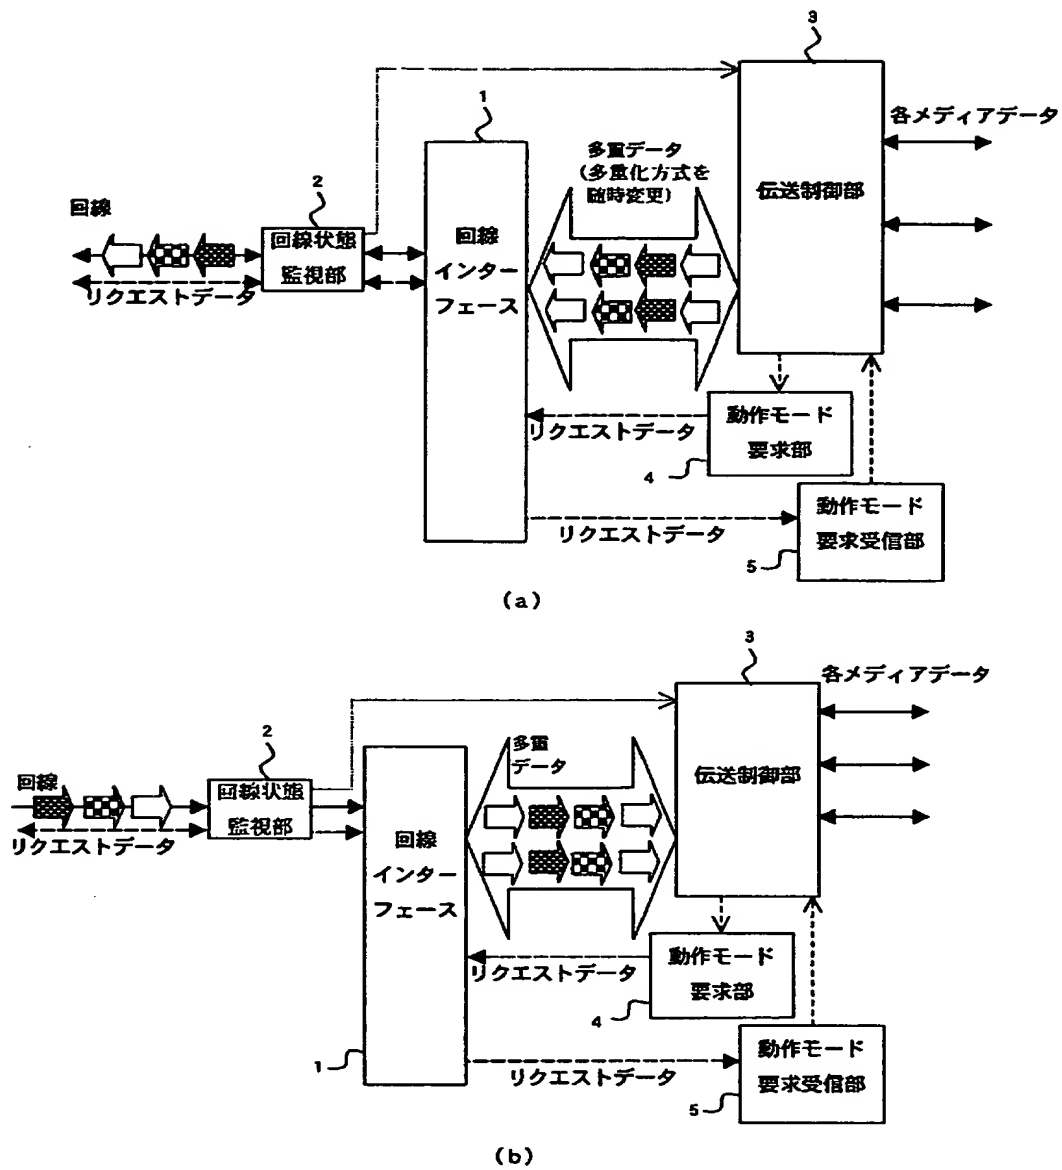 3
1
各メディアデータ
多重データ
(多重化方式を
随時変更)
伝送制御部
2
回線
回線状態
監視部
回線
インター
フェース
リクエストデータ
動作モード
要求部
リクエストデータ
4
動作モード
要求受信部
リクエストデータ
5
(a)
3
各メディアデータ
2
多重
データ
伝送制御部
回線
回線状態
監視部
リクエストデータ
回線
インター
フェース
動作モード
要求部
リクエストデータ
4
動作モード
要求受信部
1
リクエストデータ
5
(b)